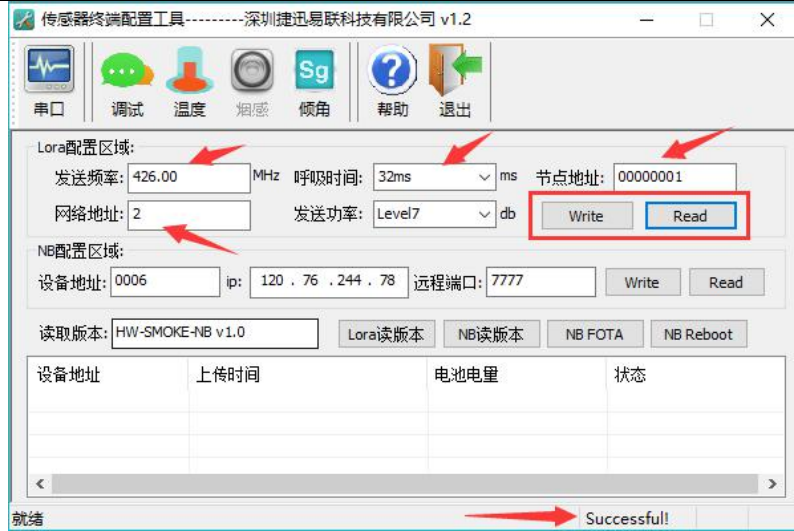 传感器终端配置工具---------深圳捷迅易联科技有限公司 v1.2
Sg
串口 调试 温度 烟感 倾角 帮助 退出
Lora配置区域:
发送频率: 426.00 MHz 呼吸时间: 32ms ms 节点地址: 00000001
网络地址: 2 发送功率: Level7 db Write Read
NB配置区域:
设备地址: 0006 ip: 120 . 76 . 244 . 78 远程端口: 7777 Write Read
读取版本: HW-SMOKE-NB v1.0 Lora读版本 NB读版本 NB FOTA NB Reboot
设备地址 上传时间 电池电量 状态
就绪 Successful!